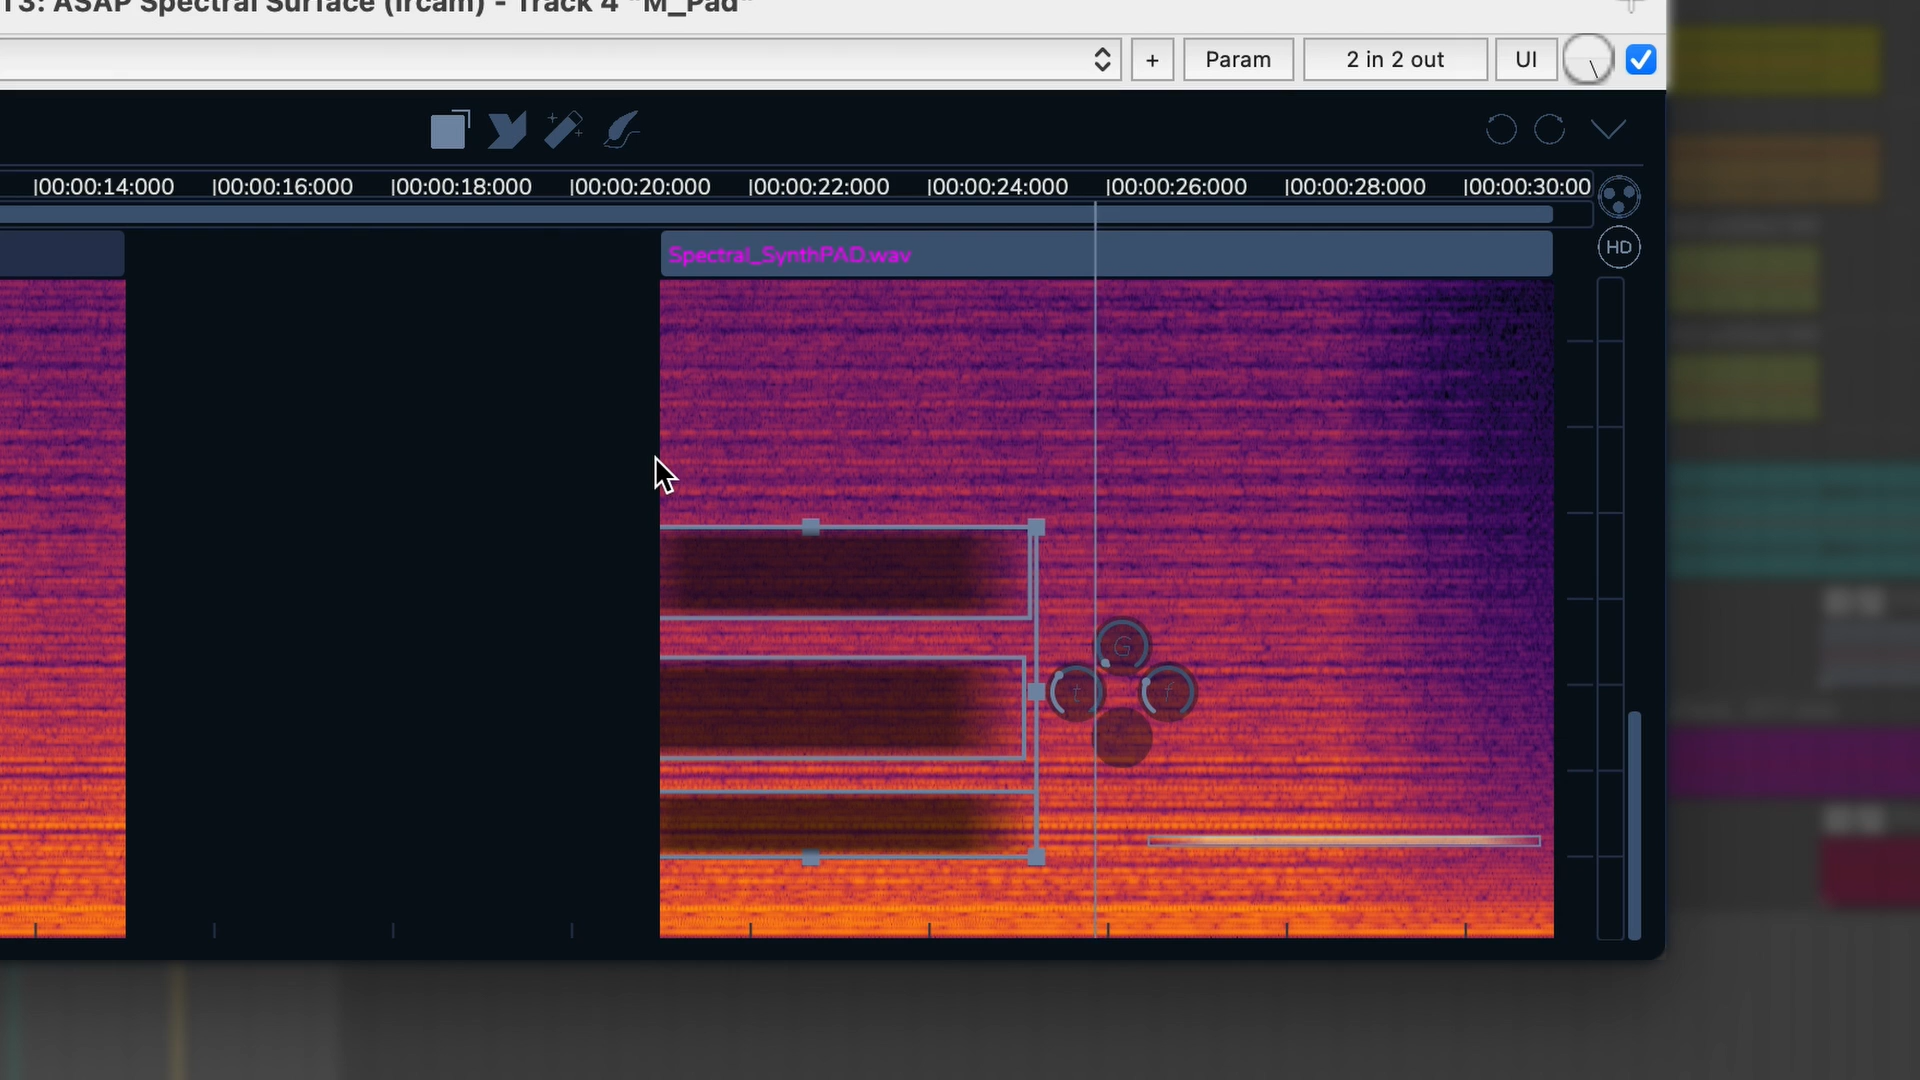 T3: ASAP Spectral Surface (Ircam) - Track 4 "M_Pad"
+
Param
2 in 2 out
UI
00:00:14:000
00:00:16:000
00:00:18:000
00:00:20:000
00:00:22:000
00:00:24:000
00:00:26:000
00:00:28:000
00:00:30:00
HD
Spectral_SynthPAD.wav
G
t
f